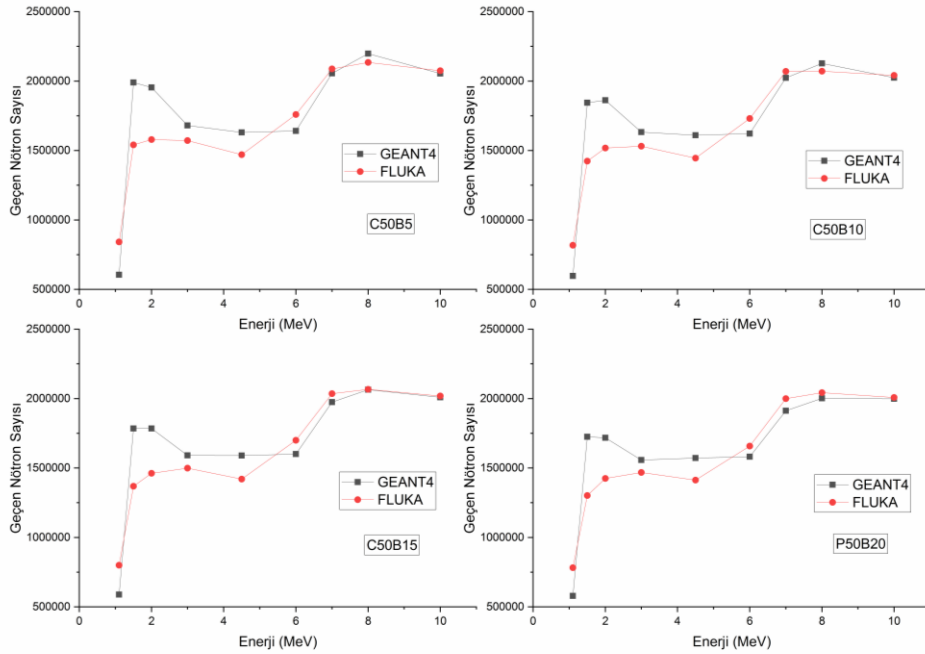 2500000
2000000
1500000
1000000
500000
Geçen Nötron Sayısı
GEANT4
FLUKA
C50B5
0 2 4 6 8 10
Enerji (MeV)
2500000
2000000
1500000
1000000
500000
Geçen Nötron Sayısı
GEANT4
FLUKA
C50B10
0 2 4 6 8 10
Enerji (MeV)
2500000
2000000
1500000
1000000
500000
Geçen Nötron Sayısı
GEANT4
FLUKA
C50B15
0 2 4 6 8 10
Enerji (MeV)
2500000
2000000
1500000
1000000
500000
Geçen Nötron Sayısı
GEANT4
FLUKA
P50B20
0 2 4 6 8 10
Enerji (MeV)